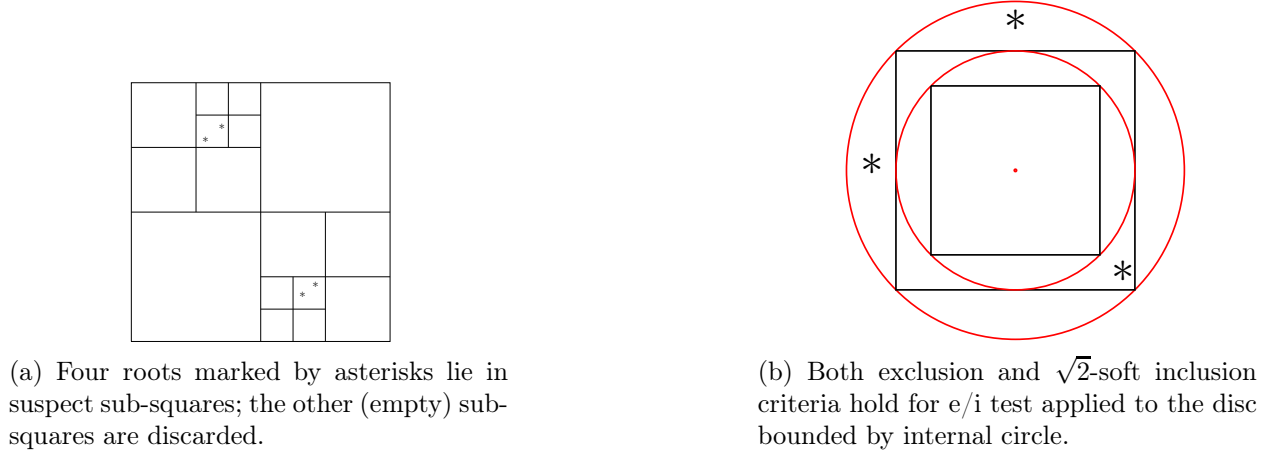 (a) Four roots marked by asterisks lie in
suspect sub-squares; the other (empty) sub-
squares are discarded.
(b) Both exclusion and √2-soft inclusion
criteria hold for e/i test applied to the disc
bounded by internal circle.